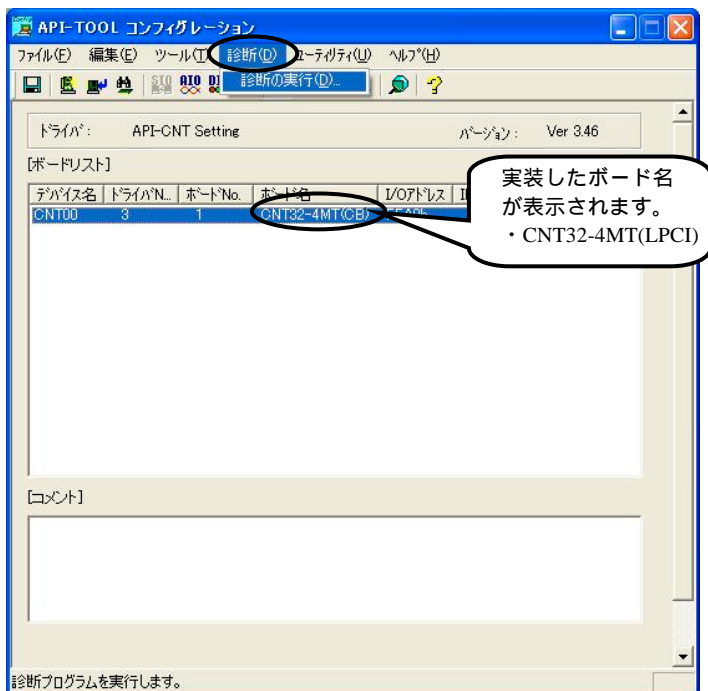 API-TOOL コンフィグレーション
ファイル(F) 編集(E) ツール(T) 診断(D) ユーティリティ(U) ヘルプ(H)
診断の実行(D)...
ドライバ: API-CNT Setting バージョン: Ver 3.46
[ボードリスト]
デバイス名 ドライバN... ボードNo. ボード名 I/Oアドレス
CNT00 3 1 CNT32-4MT(CB)
実装したボード名
が表示されます。
・CNT32-4MT(LPCI)
[コメント]
診断プログラムを実行します。